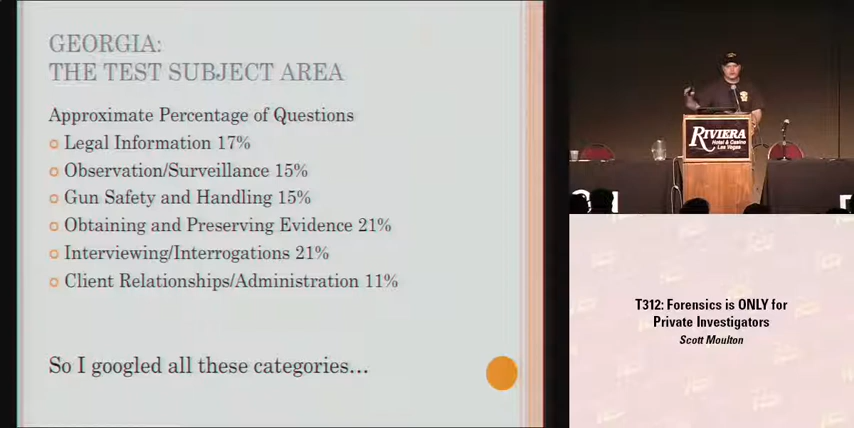 GEORGIA:
THE TEST SUBJECT AREA
Approximate Percentage of Questions
Legal Information 17%
Observation/Surveillance 15%
Gun Safety and Handling 15%
Obtaining and Preserving Evidence 21%
Interviewing/Interrogations 21%
Client Relationships/Administration 11%
So I googled all these categories…
RIVIERA
Hotel & Casino
Las Vegas
T312: Forensics is ONLY for
Private Investigators
Scott Moulton